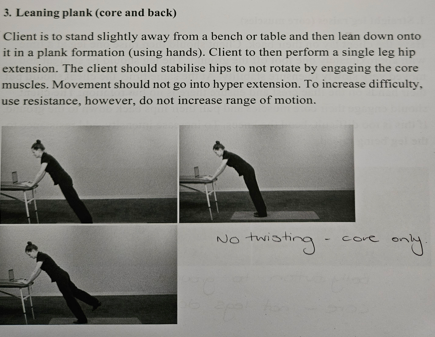 3. Leaning plank (core and back)
Client is to stand slightly away from a bench or table and then lean down onto
it in a plank formation (using hands). Client to then perform a single leg hip
extension. The client should stabilise hips to not rotate by engaging the core
muscles. Movement should not go into hyper extension. To increase difficulty,
use resistance, however, do not increase range of motion.
No twisting - core only.